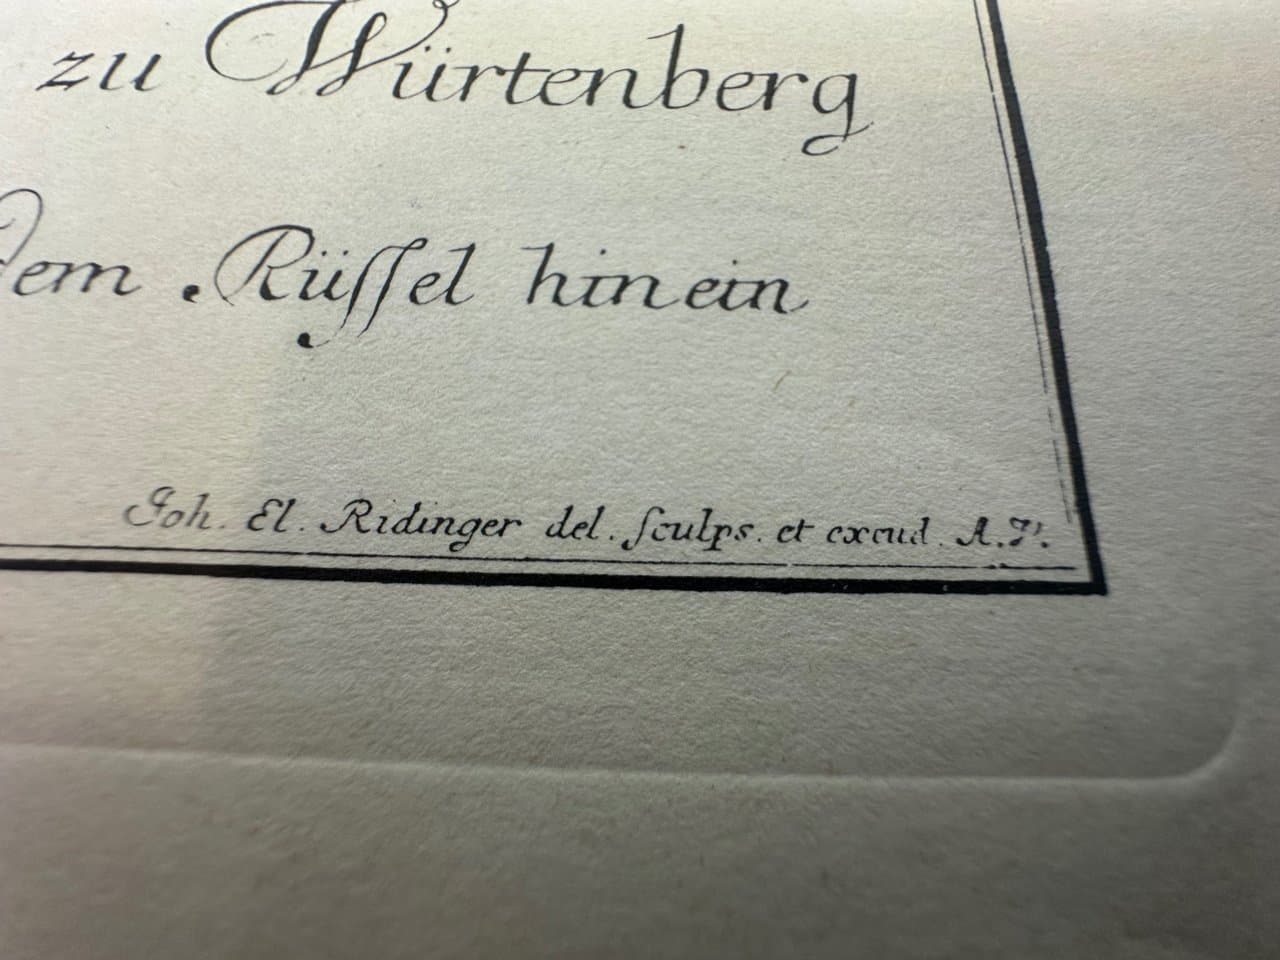 zu Würtenberg
dem Rüſſel hinein
Joh. El. Ridinger del. ſculps. et excud. A.V.